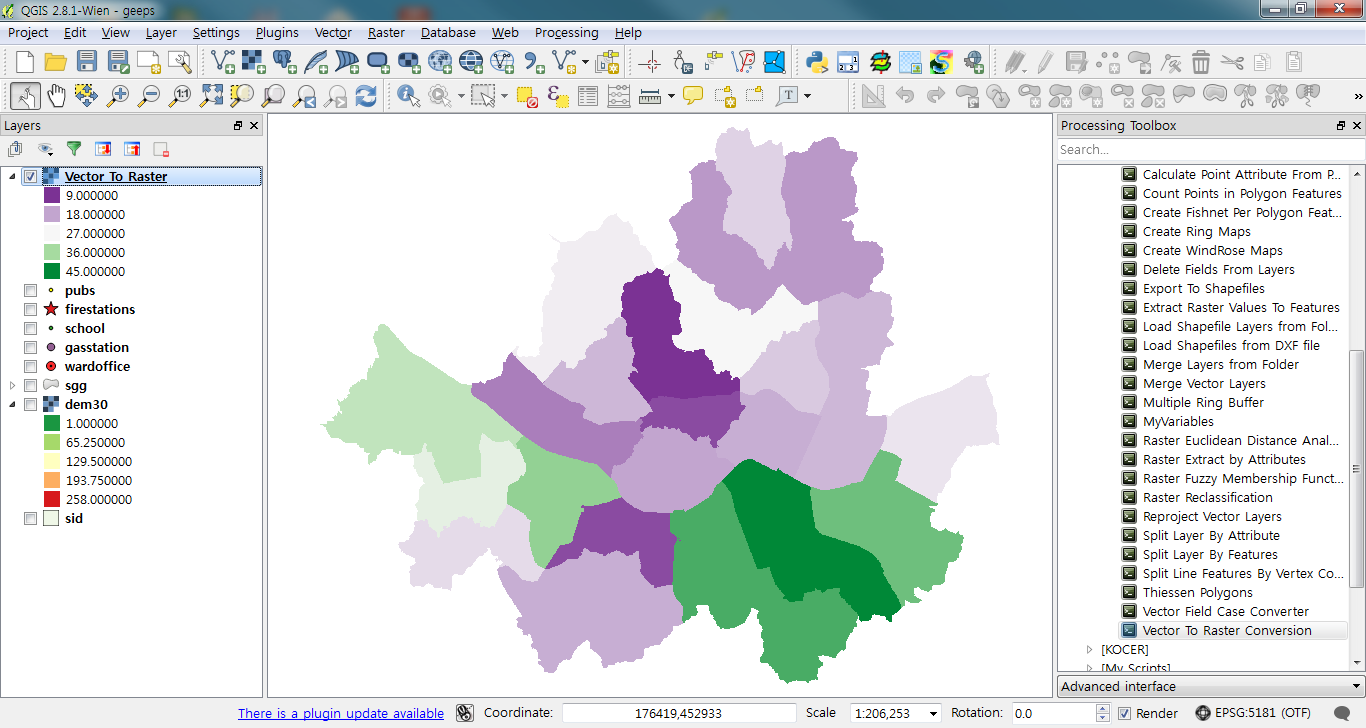 QGIS 2.8.1-Wien - geeps
Project Edit View Layer Settings Plugins Vector Raster Database Web Processing Help
Layers
Processing Toolbox
Search...
Vector To Raster
9.000000
18.000000
27.000000
36.000000
45.000000
pubs
firestations
school
gasstation
wardoffice
sgg
dem30
1.000000
65.250000
129.500000
193.750000
258.000000
sid
Calculate Point Attribute From P...
Count Points in Polygon Features
Create Fishnet Per Polygon Feat...
Create Ring Maps
Create WindRose Maps
Delete Fields From Layers
Export To Shapefiles
Extract Raster Values To Features
Load Shapefile Layers from Fol...
Load Shapefiles from DXF file
Merge Layers from Folder
Merge Vector Layers
Multiple Ring Buffer
MyVariables
Raster Euclidean Distance Anal...
Raster Extract by Attributes
Raster Fuzzy Membership Funct...
Raster Reclassification
Reproject Vector Layers
Split Layer By Attribute
Split Layer By Features
Split Line Features By Vertex Co...
Thiessen Polygons
Vector Field Case Converter
Vector To Raster Conversion
[KOCER]
[My Scripts]
Advanced interface
There is a plugin update available Coordinate: 176419,452933 Scale 1:206,253 Rotation: 0.0 Render EPSG:5181 (OTF)